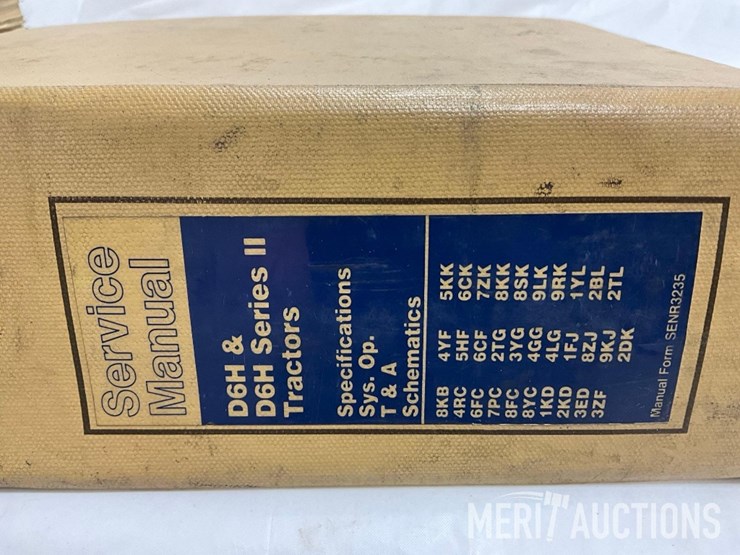 Service
Manual
D6H &
D6H Series II
Tractors
Specifications
Sys. Op.
T & A
Schematics
8KB 4YF 5KK
4RC 5HF 6CK
6FC 6CF 7ZK
7PC 2TG 8KK
8FC 3YG 8SK
8YC 4GG 9LK
1KD 4LG 9RK
2KD 1FJ 1YL
3ED 8ZJ 2BL
3ZF 9KJ 2TL
2DK
Manual Form SENR3235
MERIT AUCTIONS